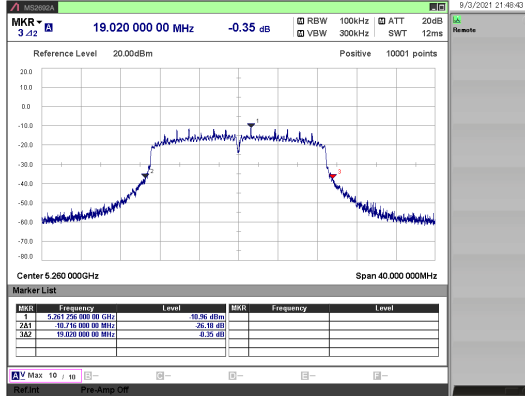 MS2692A
9/3/2021 21:48:43
MKR 3Δ2 A 19.020 000 00 MHz -0.35 dB
A RBW 100kHz A ATT 20dB
A VBW 300kHz SWT 12ms
Remote
Reference Level 20.00dBm Positive 10001 points
20.0
10.0
0.0
-10.0
-20.0
-30.0
-40.0
-50.0
-60.0
-70.0
-80.0
1
2
3
Center 5.260 000GHz Span 40.000 000MHz
Marker List
MKR Frequency Level MKR Frequency Level
1 5.261 256 000 00 GHz -10.96 dBm
2Δ1 -10.716 000 00 MHz -26.10 dB
3Δ2 19.020 000 00 MHz -0.35 dB
A V Max 10 / 10 B— C— D— E— F—
Ref.Int Pre-Amp Off